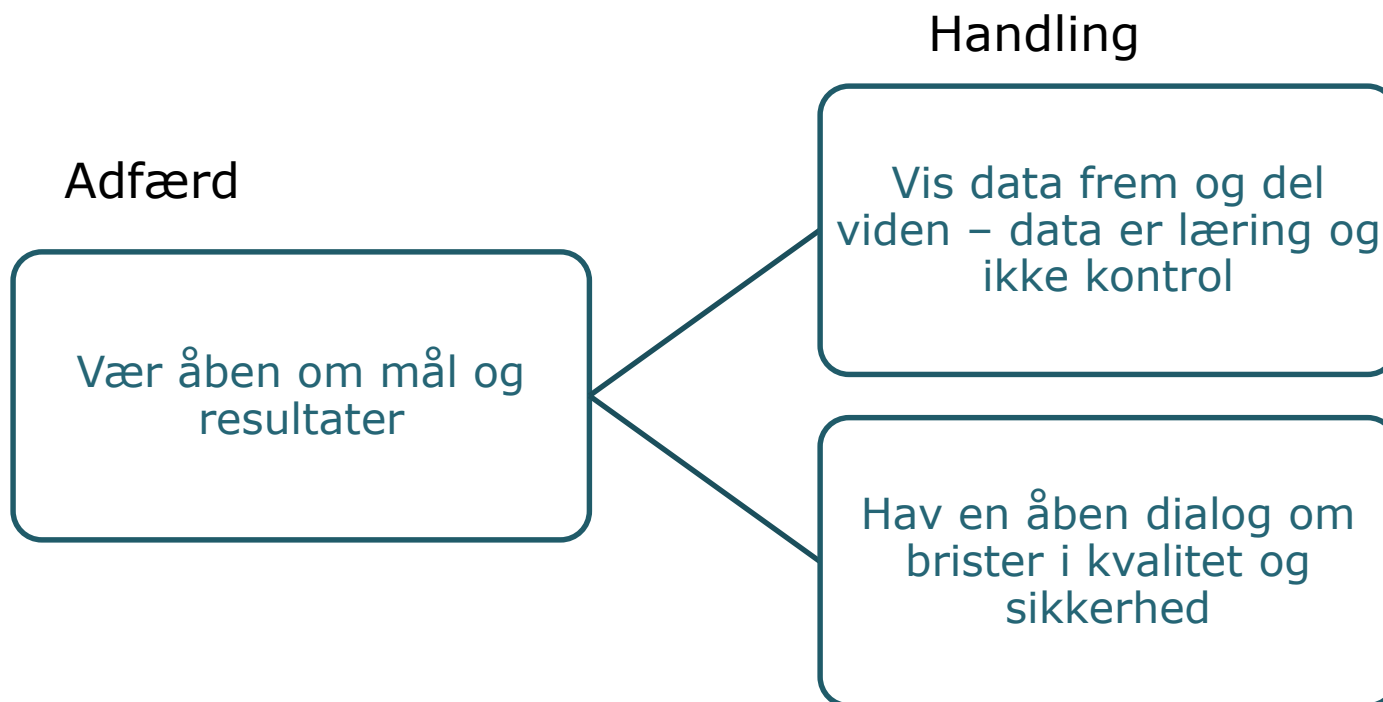 Handling
Adfærd
Vis data frem og del
viden – data er læring og
ikke kontrol
Vær åben om mål og
resultater
Hav en åben dialog om
brister i kvalitet og
sikkerhed